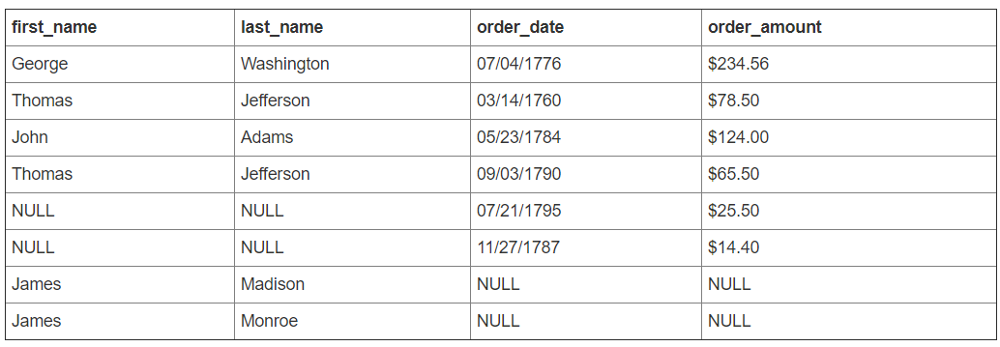 first_name last_name order_date order_amount
George Washington 07/04/1776 $234.56
Thomas Jefferson 03/14/1760 $78.50
John Adams 05/23/1784 $124.00
Thomas Jefferson 09/03/1790 $65.50
NULL NULL 07/21/1795 $25.50
NULL NULL 11/27/1787 $14.40
James Madison NULL NULL
James Monroe NULL NULL